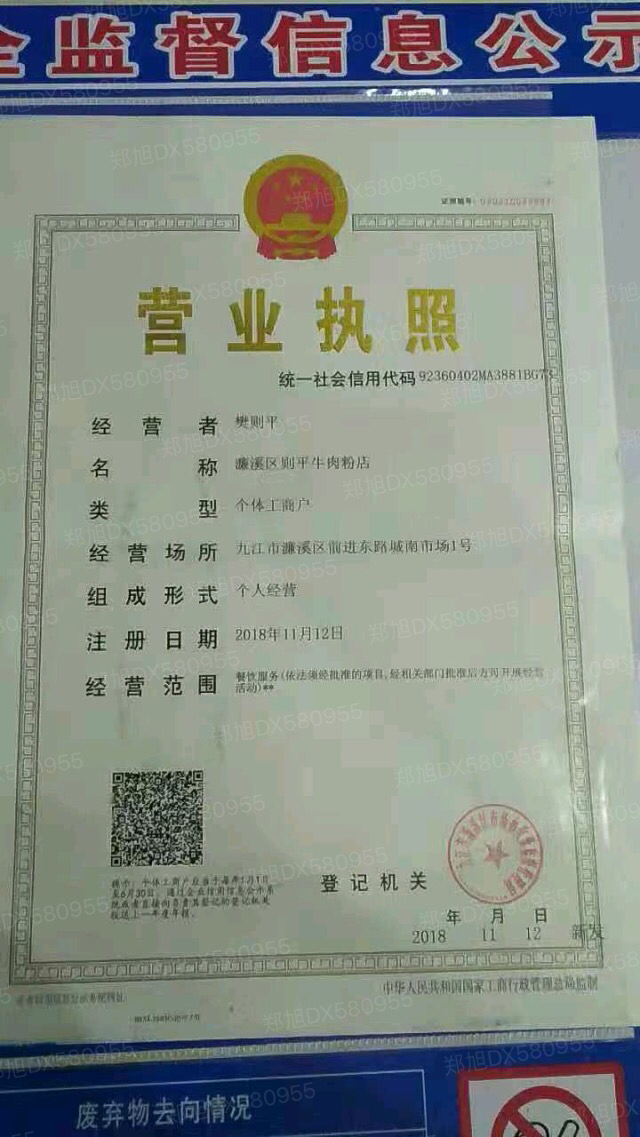 全监督信息公示
营业执照
统一社会信用代码 92360402MA3881BG73
经营者 樊则平
名称 濂溪区则平牛肉粉店
类型 个体工商户
经营场所 九江市濂溪区前进东路城南市场1号
组成形式 个人经营
注册日期 2018年11月12日
经营范围 餐饮服务(依法须经批准的项目,经相关部门批准后方可开展经营
活动)**
提示:个体工商户应当于每年1月1日
至6月30日,通过企业信用信息公示系
统或者直接向负责其登记的登记机关
报送上一年度年报。
登记机关
年 月 日
2018 11 12 新发
中华人民共和国国家工商行政管理总局监制
废弃物去向情况
郑旭DX580955